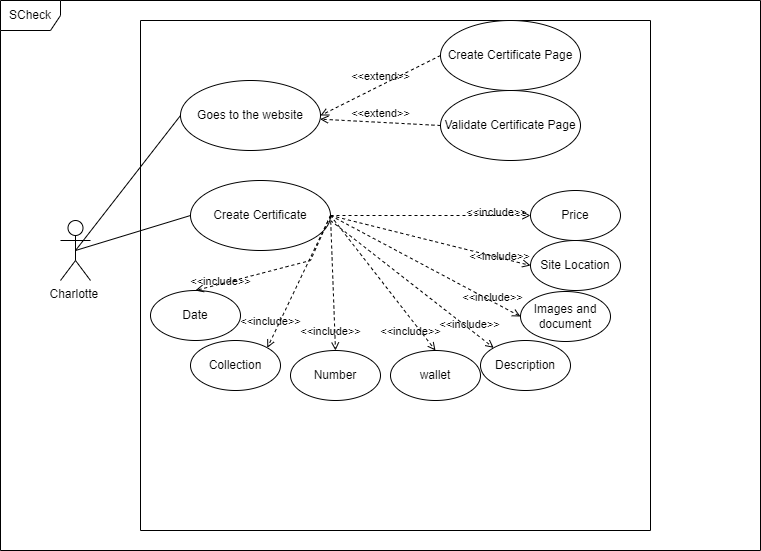 SCheck
Create Certificate Page
<<extend>>
Goes to the website
<<extend>>
Validate Certificate Page
Create Certificate
<<include>>
Price
<<include>>
Site Location
Charlotte
<<include>>
<<include>>
Images and
document
Date
<<include>>
<<include>>
<<include>>
<<include>>
Collection
Number
wallet
Description